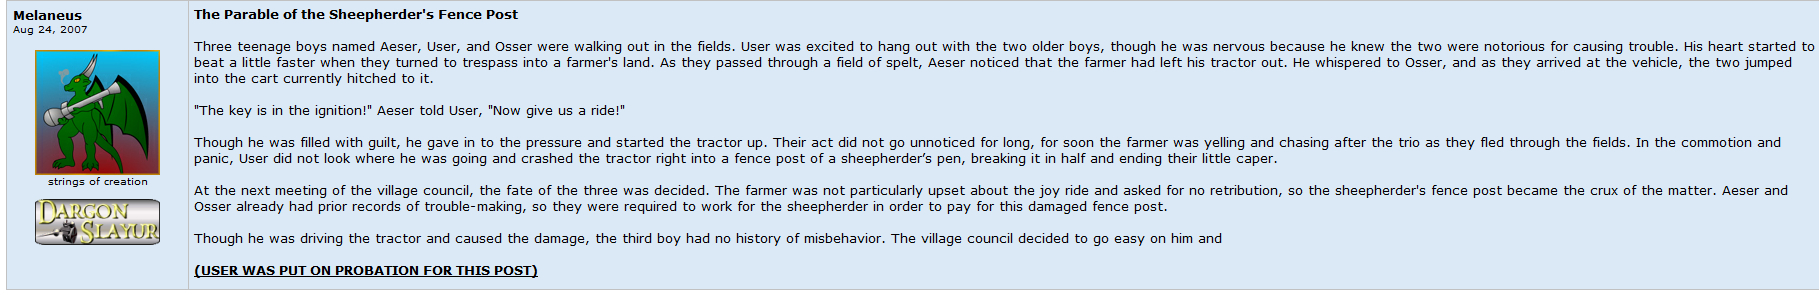 Melaneus
Aug 24, 2007
strings of creation
DARGON
SLAYUR
The Parable of the Sheepherder's Fence Post
Three teenage boys named Aeser, User, and Osser were walking out in the fields. User was excited to hang out with the two older boys, though he was nervous because he knew the two were notorious for causing trouble. His heart started to
beat a little faster when they turned to trespass into a farmer's land. As they passed through a field of spelt, Aeser noticed that the farmer had left his tractor out. He whispered to Osser, and as they arrived at the vehicle, the two jumped
into the cart currently hitched to it.
"The key is in the ignition!" Aeser told User, "Now give us a ride!"
Though he was filled with guilt, he gave in to the pressure and started the tractor up. Their act did not go unnoticed for long, for soon the farmer was yelling and chasing after the trio as they fled through the fields. In the commotion and
panic, User did not look where he was going and crashed the tractor right into a fence post of a sheepherder’s pen, breaking it in half and ending their little caper.
At the next meeting of the village council, the fate of the three was decided. The farmer was not particularly upset about the joy ride and asked for no retribution, so the sheepherder's fence post became the crux of the matter. Aeser and
Osser already had prior records of trouble-making, so they were required to work for the sheepherder in order to pay for this damaged fence post.
Though he was driving the tractor and caused the damage, the third boy had no history of misbehavior. The village council decided to go easy on him and
(USER WAS PUT ON PROBATION FOR THIS POST)